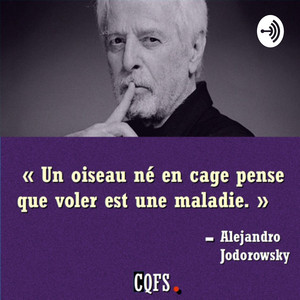 « Un oiseau né en cage pense
que voler est une maladie. »
– Alejandro
Jodorowsky
CQFS.